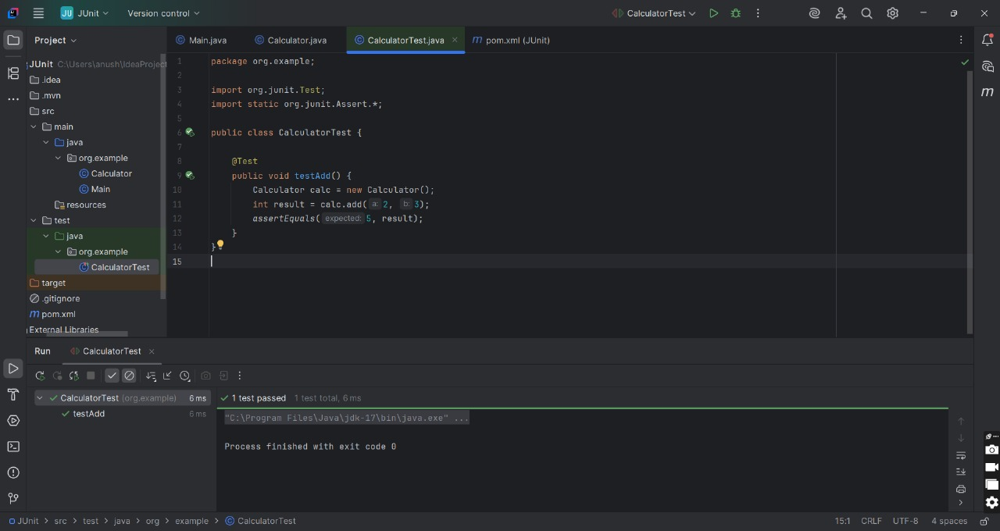 JU JUnit Version control CalculatorTest
Project Main.java Calculator.java CalculatorTest.java m pom.xml (JUnit)
JUnit C:\Users\anush\IdeaProject
.idea
.mvn
src
main
java
org.example
Calculator
Main
resources
test
java
org.example
CalculatorTest
target
.gitignore
m pom.xml
External Libraries
1 package org.example;
2
3 import org.junit.Test;
4 import static org.junit.Assert.*;
5
6 public class CalculatorTest {
7
8 @Test
9 public void testAdd() {
10 Calculator calc = new Calculator();
11 int result = calc.add( a: 2, b: 3);
12 assertEquals( expected: 5, result);
13 }
14 }
15
m
Run CalculatorTest
CalculatorTest (org.example) 6 ms
testAdd 6 ms
1 test passed 1 test total, 6 ms
"C:\Program Files\Java\jdk-17\bin\java.exe" ...
Process finished with exit code 0
JUnit > src > test > java > org > example > CalculatorTest 15:1 CRLF UTF-8 4 spaces